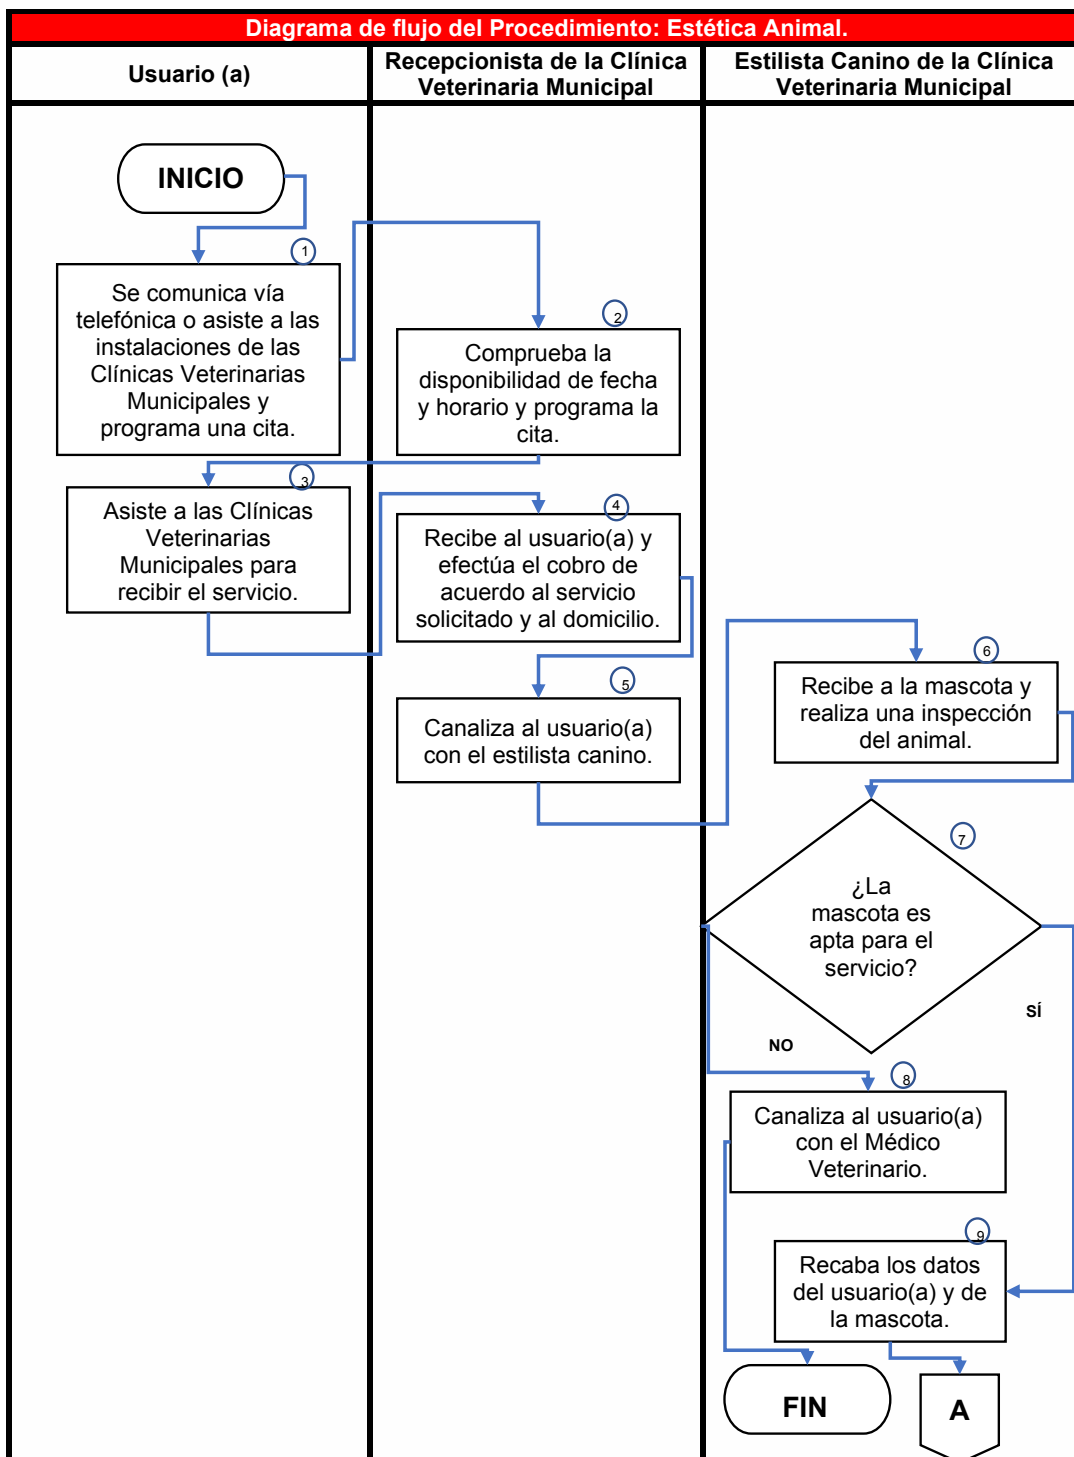 Diagrama de flujo del Procedimiento: Estética Animal.
Usuario (a)
Recepcionista de la Clínica
Veterinaria Municipal
Estilista Canino de la Clínica
Veterinaria Municipal
INICIO
1
Se comunica vía
telefónica o asiste a las
instalaciones de las
Clínicas Veterinarias
Municipales y
programa una cita.
2
Comprueba la
disponibilidad de fecha
y horario y programa la
cita.
3
Asiste a las Clínicas
Veterinarias
Municipales para
recibir el servicio.
4
Recibe al usuario(a) y
efectúa el cobro de
acuerdo al servicio
solicitado y al domicilio.
5
Canaliza al usuario(a)
con el estilista canino.
6
Recibe a la mascota y
realiza una inspección
del animal.
7
¿La
mascota es
apta para el
servicio?
SÍ
NO
8
Canaliza al usuario(a)
con el Médico
Veterinario.
9
Recaba los datos
del usuario(a) y de
la mascota.
FIN
A